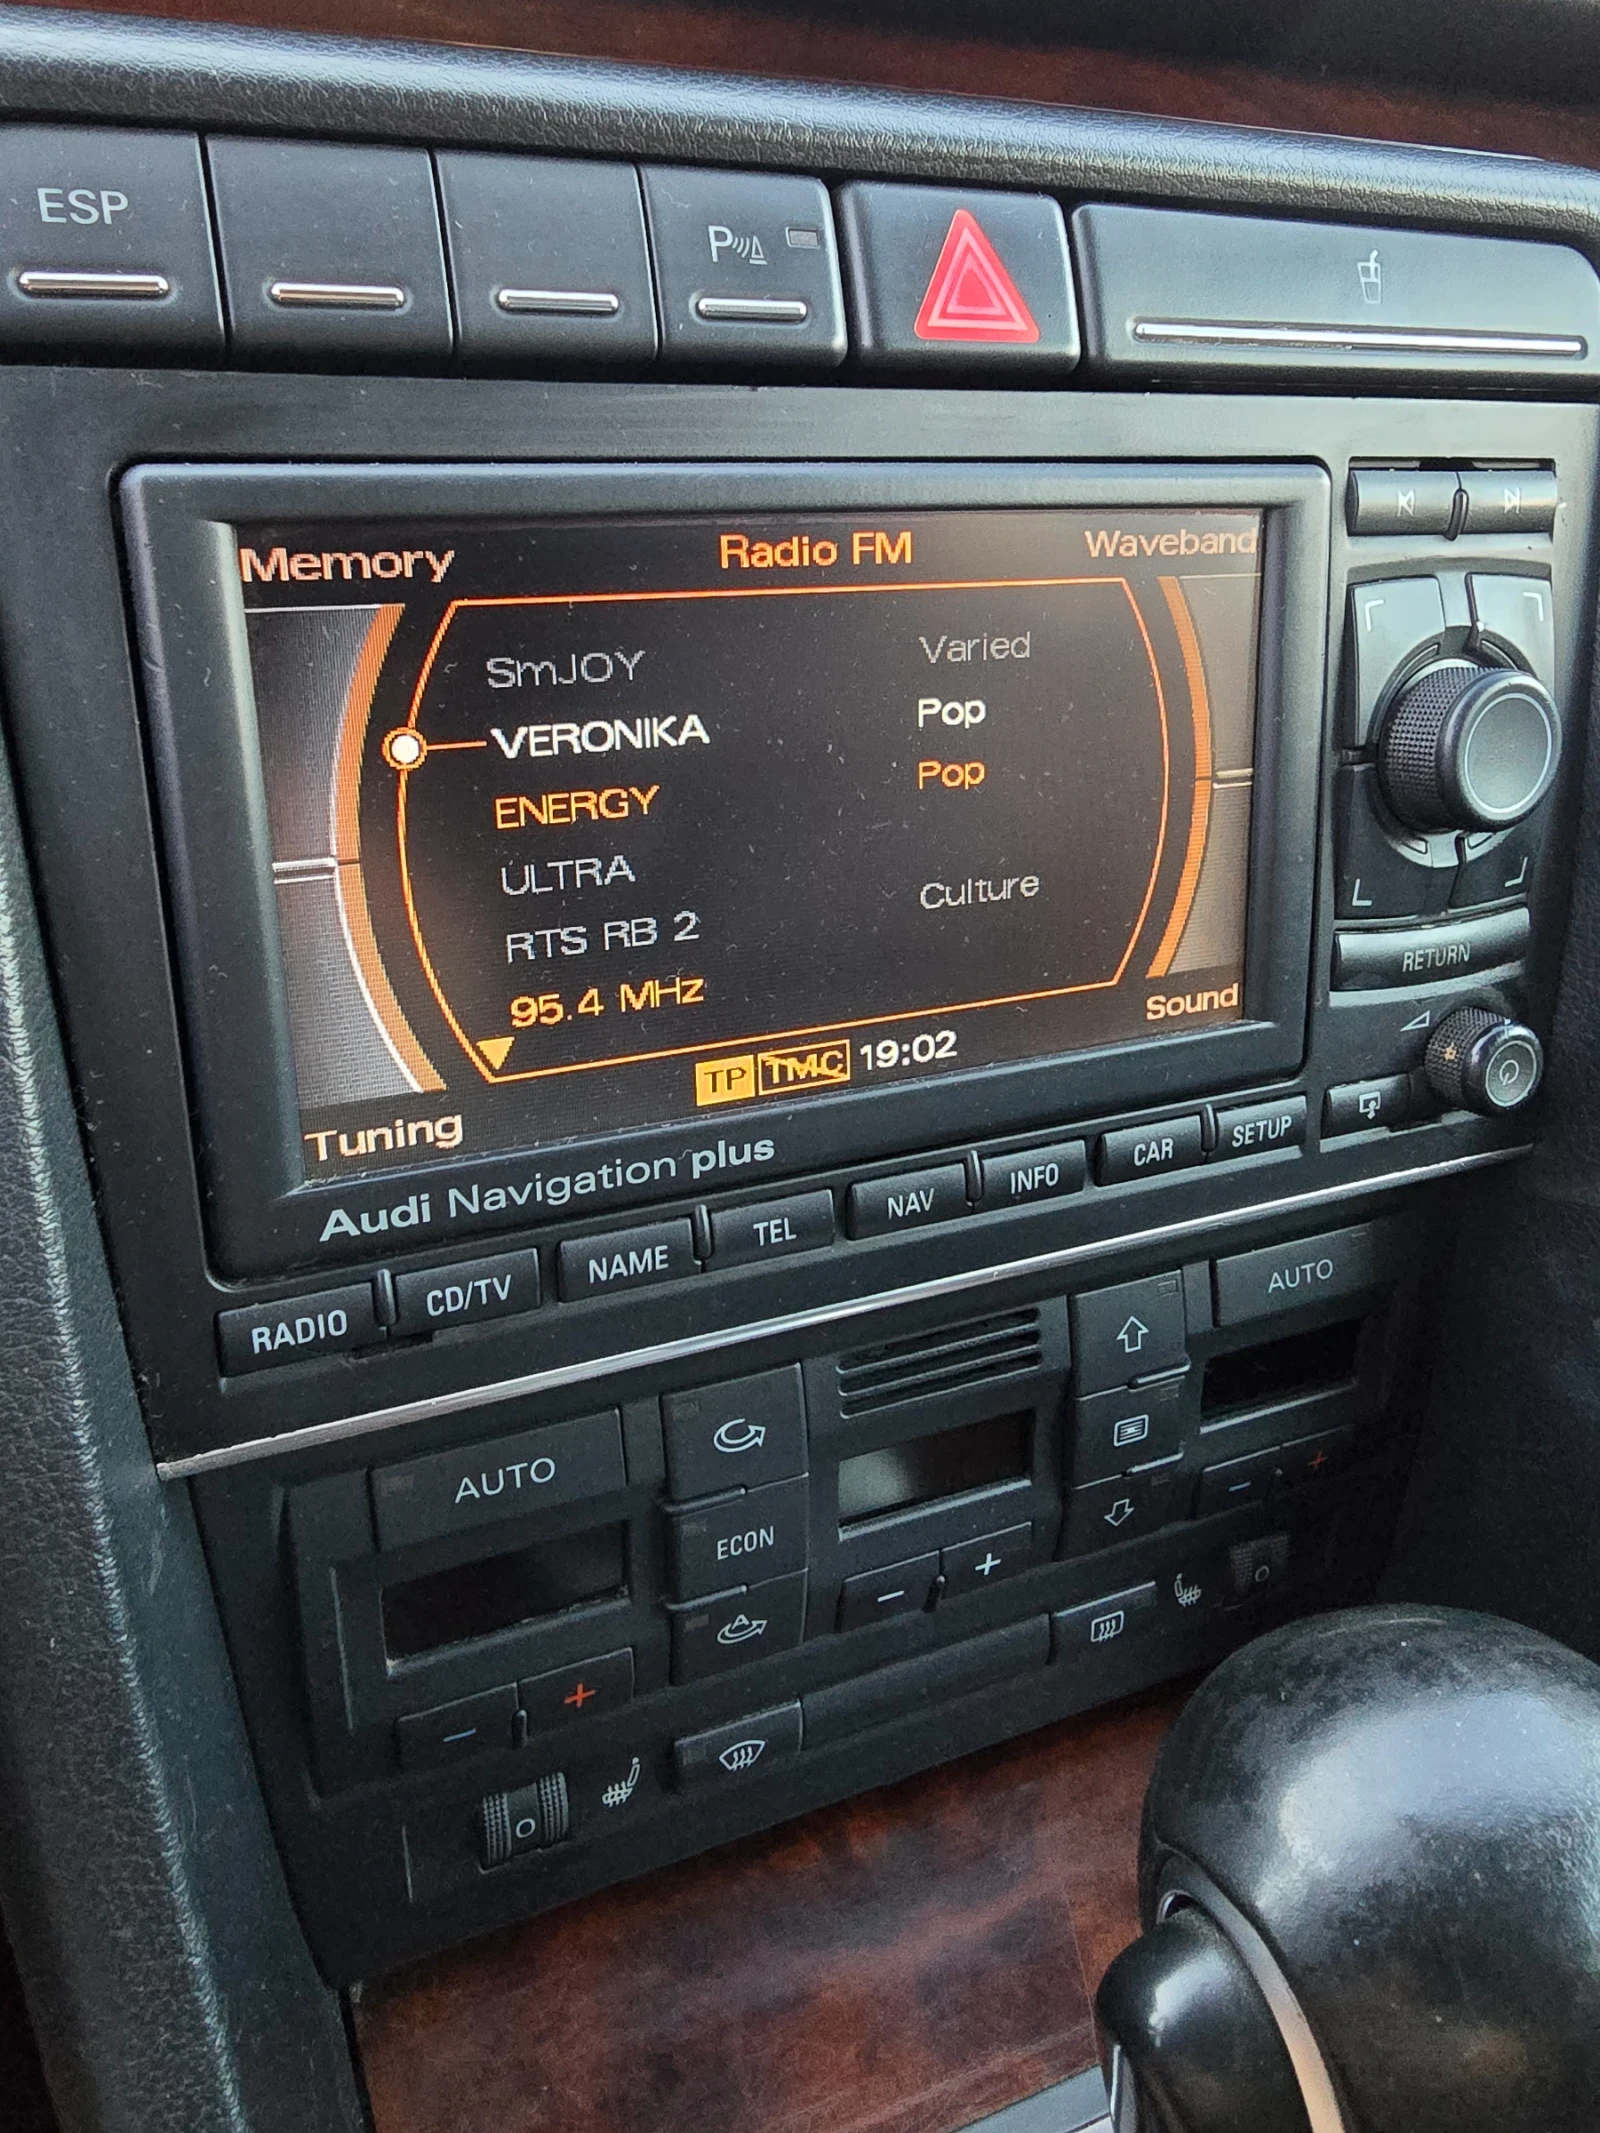 ESP
P
Memory Radio FM Waveband
SmJOY Varied
VERONIKA Pop
ENERGY Pop
ULTRA
RTS RB 2 Culture
95.4 MHz
Sound
TP TMC 19:02
Tuning
RETURN
Audi Navigation plus
RADIO CD/TV NAME TEL NAV INFO CAR SETUP
AUTO
AUTO
ECON
A